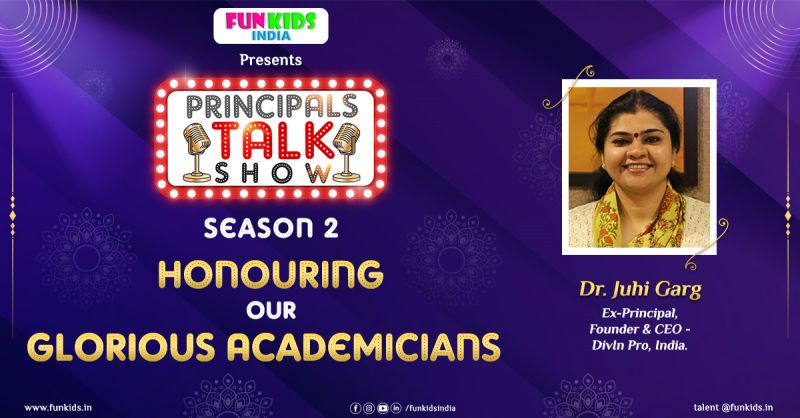 FUNKIDS
INDIA
Presents
PRINCIPALS
TALK
SHOW
SEASON 2
HONOURING
OUR
GLORIOUS ACADEMICIANS
Dr. Juhi Garg
Ex-Principal,
Founder & CEO -
DivIn Pro, India.
www.funkids.in
/funkidsindia
talent @funkids.in